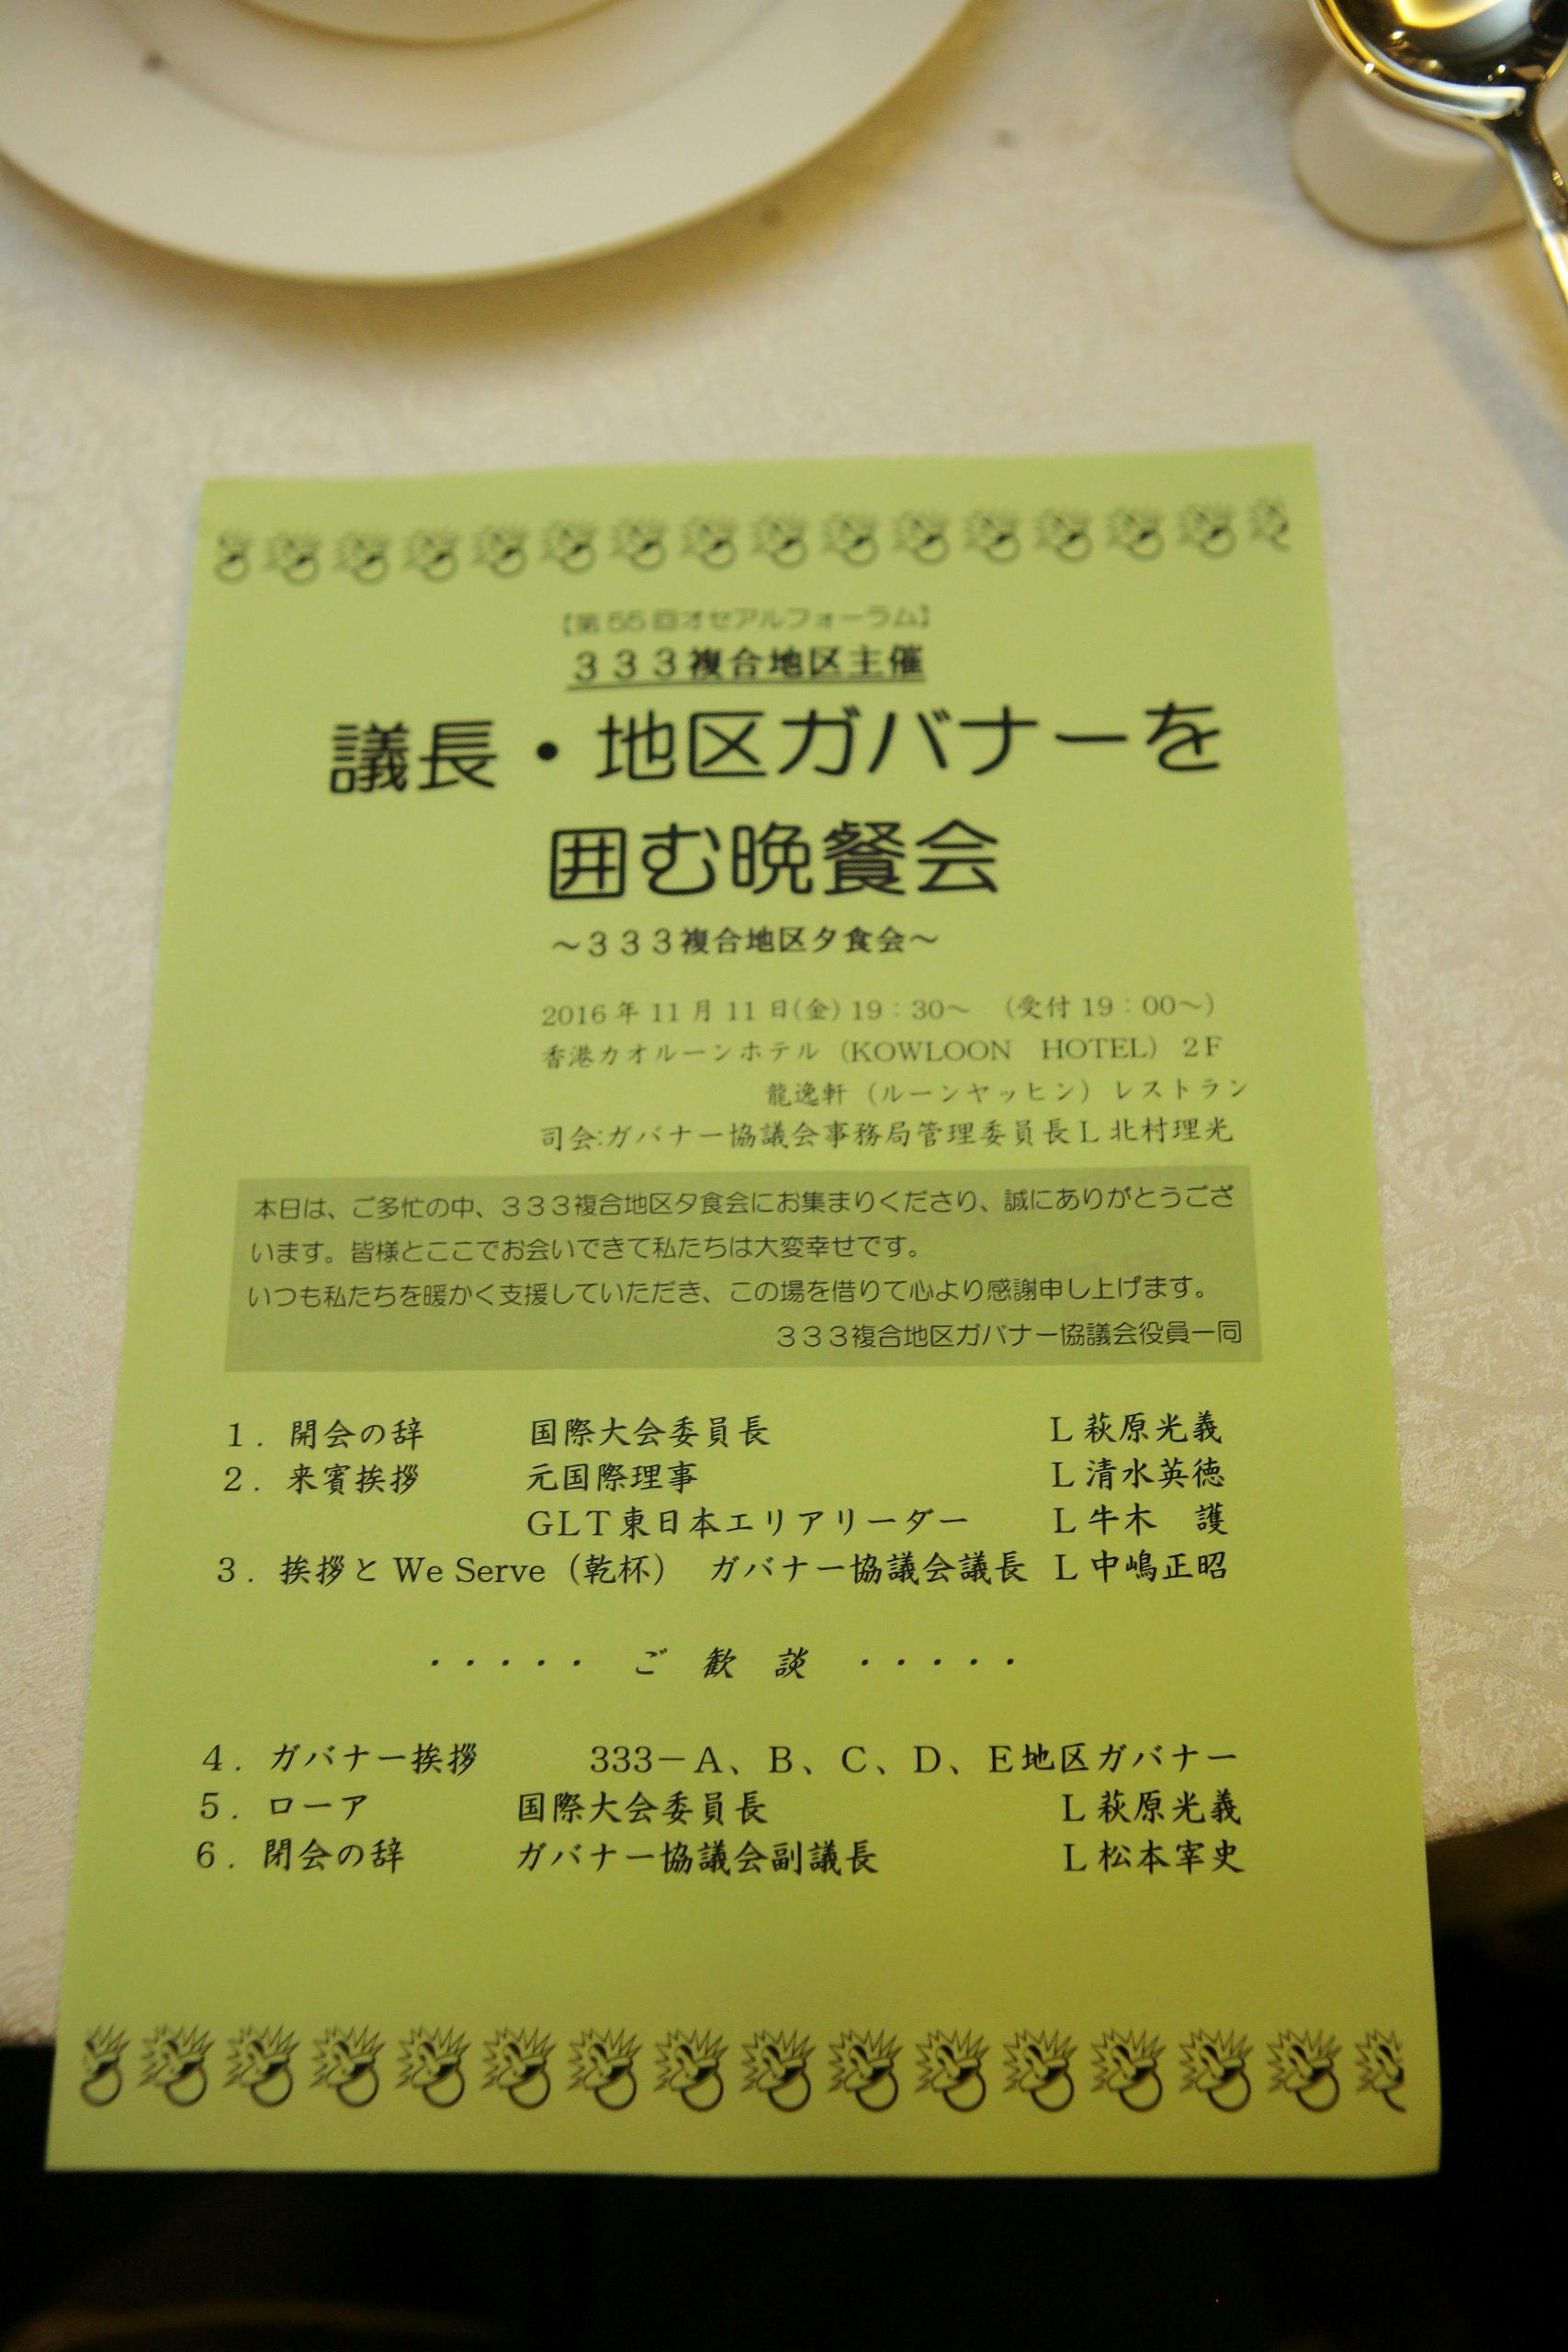 【第55回オセアルフォーラム】
333複合地区主催
議長・地区ガバナーを
囲む晩餐会
～333複合地区夕食会～
2016年11月11日(金)19：30～　（受付19：00～）
香港カオルーンホテル（KOWLOON　HOTEL）2F
龍逸軒（ルーンヤッヒン）レストラン
司会:ガバナー協議会事務局管理委員長L北村理光
本日は、ご多忙の中、333複合地区夕食会にお集まりくださり、誠にありがとうござ
います。皆様とここでお会いできて私たちは大変幸せです。
いつも私たちを暖かく支援していただき、この場を借りて心より感謝申し上げます。
333複合地区ガバナー協議会役員一同
1．開会の辞　国際大会委員長　L萩原光義
2．来賓挨拶　元国際理事　L清水英徳
GLT東日本エリアリーダー　L牛木　護
3．挨拶とWe Serve（乾杯）　ガバナー協議会議長　L中嶋正昭
・・・・・　ご　歓　談　・・・・・
4．ガバナー挨拶　333－A、B、C、D、E地区ガバナー
5．ローア　国際大会委員長　L萩原光義
6．閉会の辞　ガバナー協議会副議長　L松本宰史